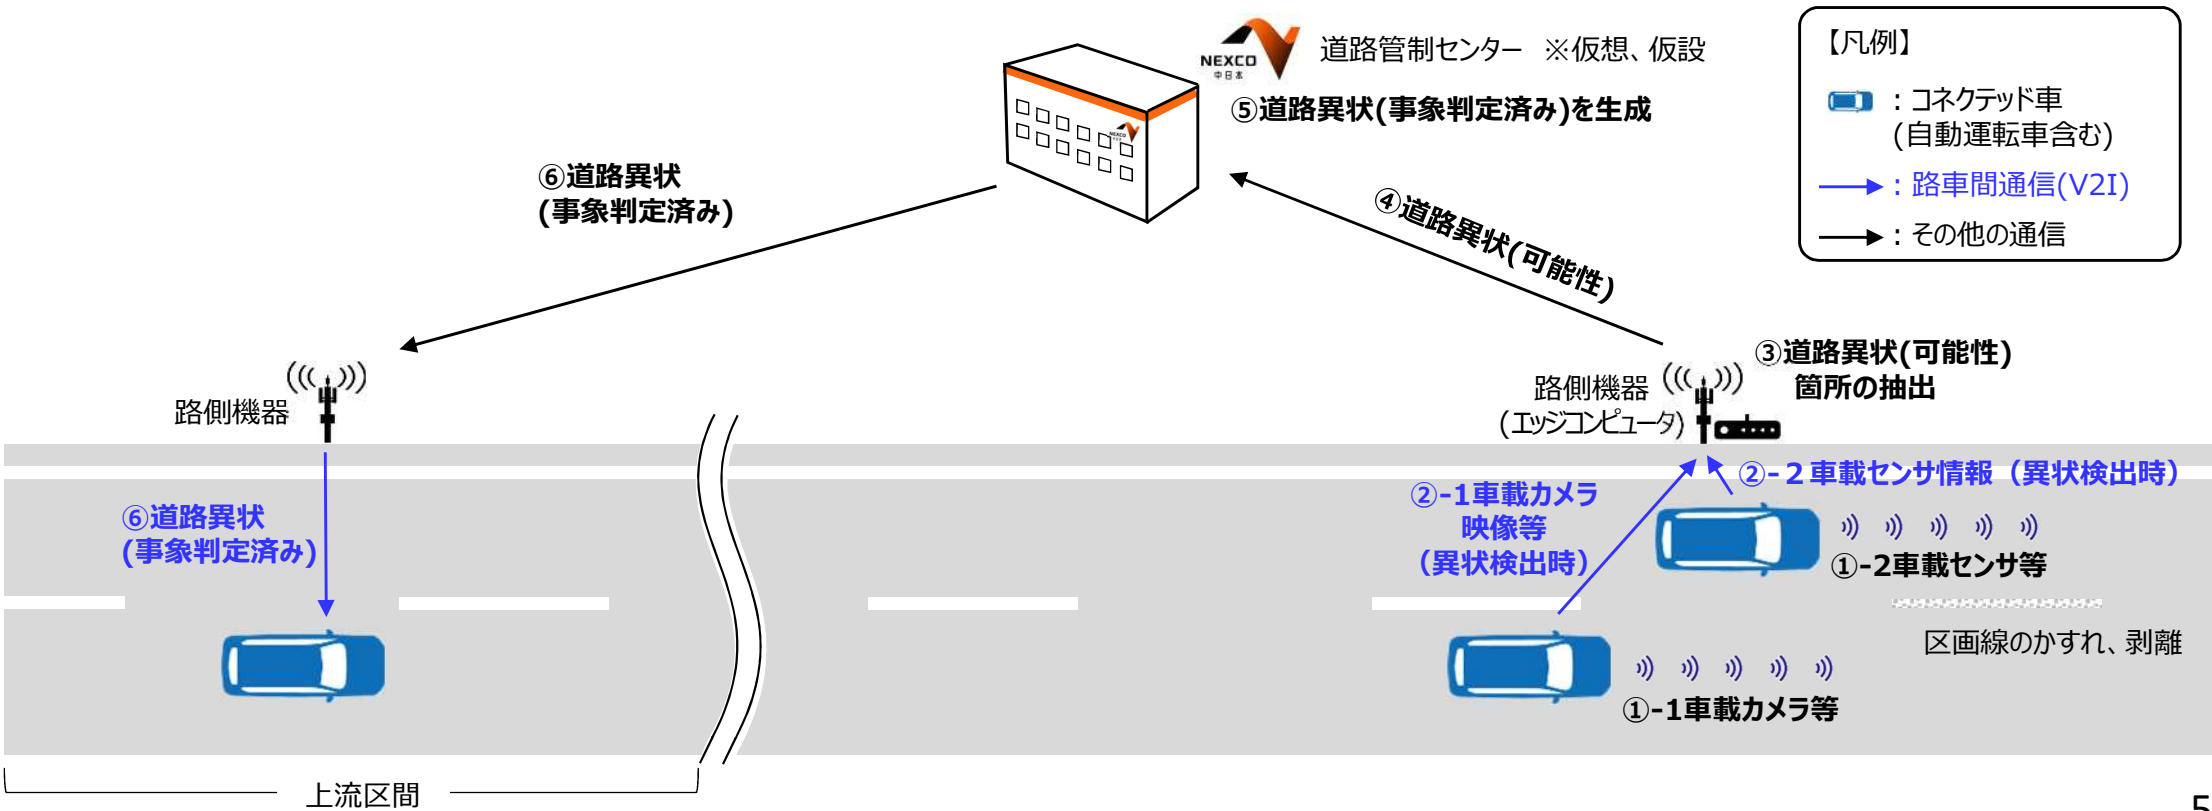 NEXCO
中日本
道路管制センター ※仮想、仮設
⑤道路異状(事象判定済み)を生成
【凡例】
：コネクテッド車
(自動運転車含む)
：路車間通信(V2I)
：その他の通信
⑥道路異状
(事象判定済み)
④道路異状(可能性)
③道路異状(可能性)
箇所の抽出
路側機器
路側機器
(エッジコンピュータ)
②-1車載カメラ
映像等
（異状検出時）
②-２車載センサ情報（異状検出時）
⑥道路異状
(事象判定済み)
①-2車載センサ等
区画線のかすれ、剥離
①-1車載カメラ等
上流区間
5